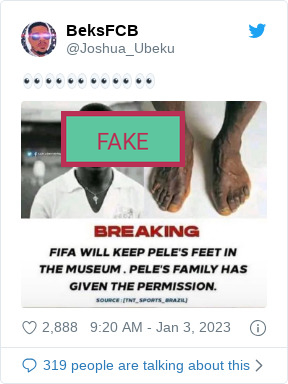 BeksFCB
@Joshua_Ubeku
FAKE
BREAKING
FIFA WILL KEEP PELE'S FEET IN
THE MUSEUM . PELE'S FAMILY HAS
GIVEN THE PERMISSION.
SOURCE : [TNT_SPORTS_BRAZIL]
2,888 9:20 AM - Jan 3, 2023
319 people are talking about this